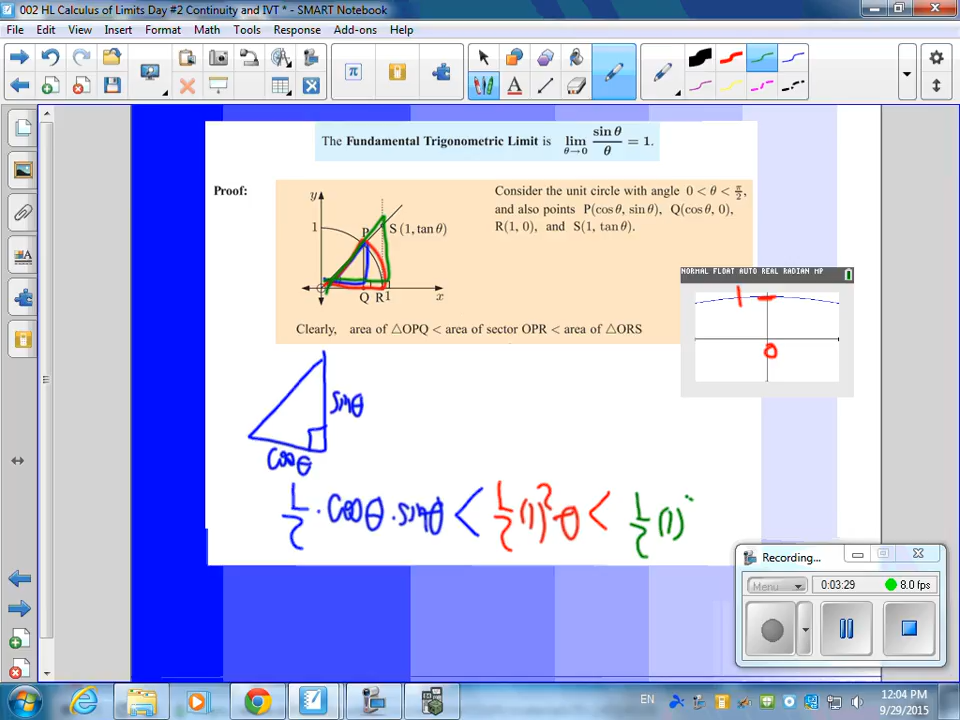 002 HL Calculus of Limits Day #2 Continuity and IVT * - SMART Notebook
File Edit View Insert Format Math Tools Response Add-ons Help
The Fundamental Trigonometric Limit is lim θ→0 sin θ/θ = 1.
Proof:
Consider the unit circle with angle 0 < θ < π/2,
and also points P(cos θ, sin θ), Q(cos θ, 0),
R(1, 0), and S(1, tan θ).
y
1
P
S (1, tan θ)
Q R 1 x
Clearly, area of △OPQ < area of sector OPR < area of △ORS
NORMAL FLOAT AUTO REAL RADIAN MP
1
0
sinθ
cosθ
1/2 · cosθ · sinθ < 1/2 (1)² · θ < 1/2 (1)
Recording...
Menu
0:03:29
8.0 fps
EN
12:04 PM
9/29/2015